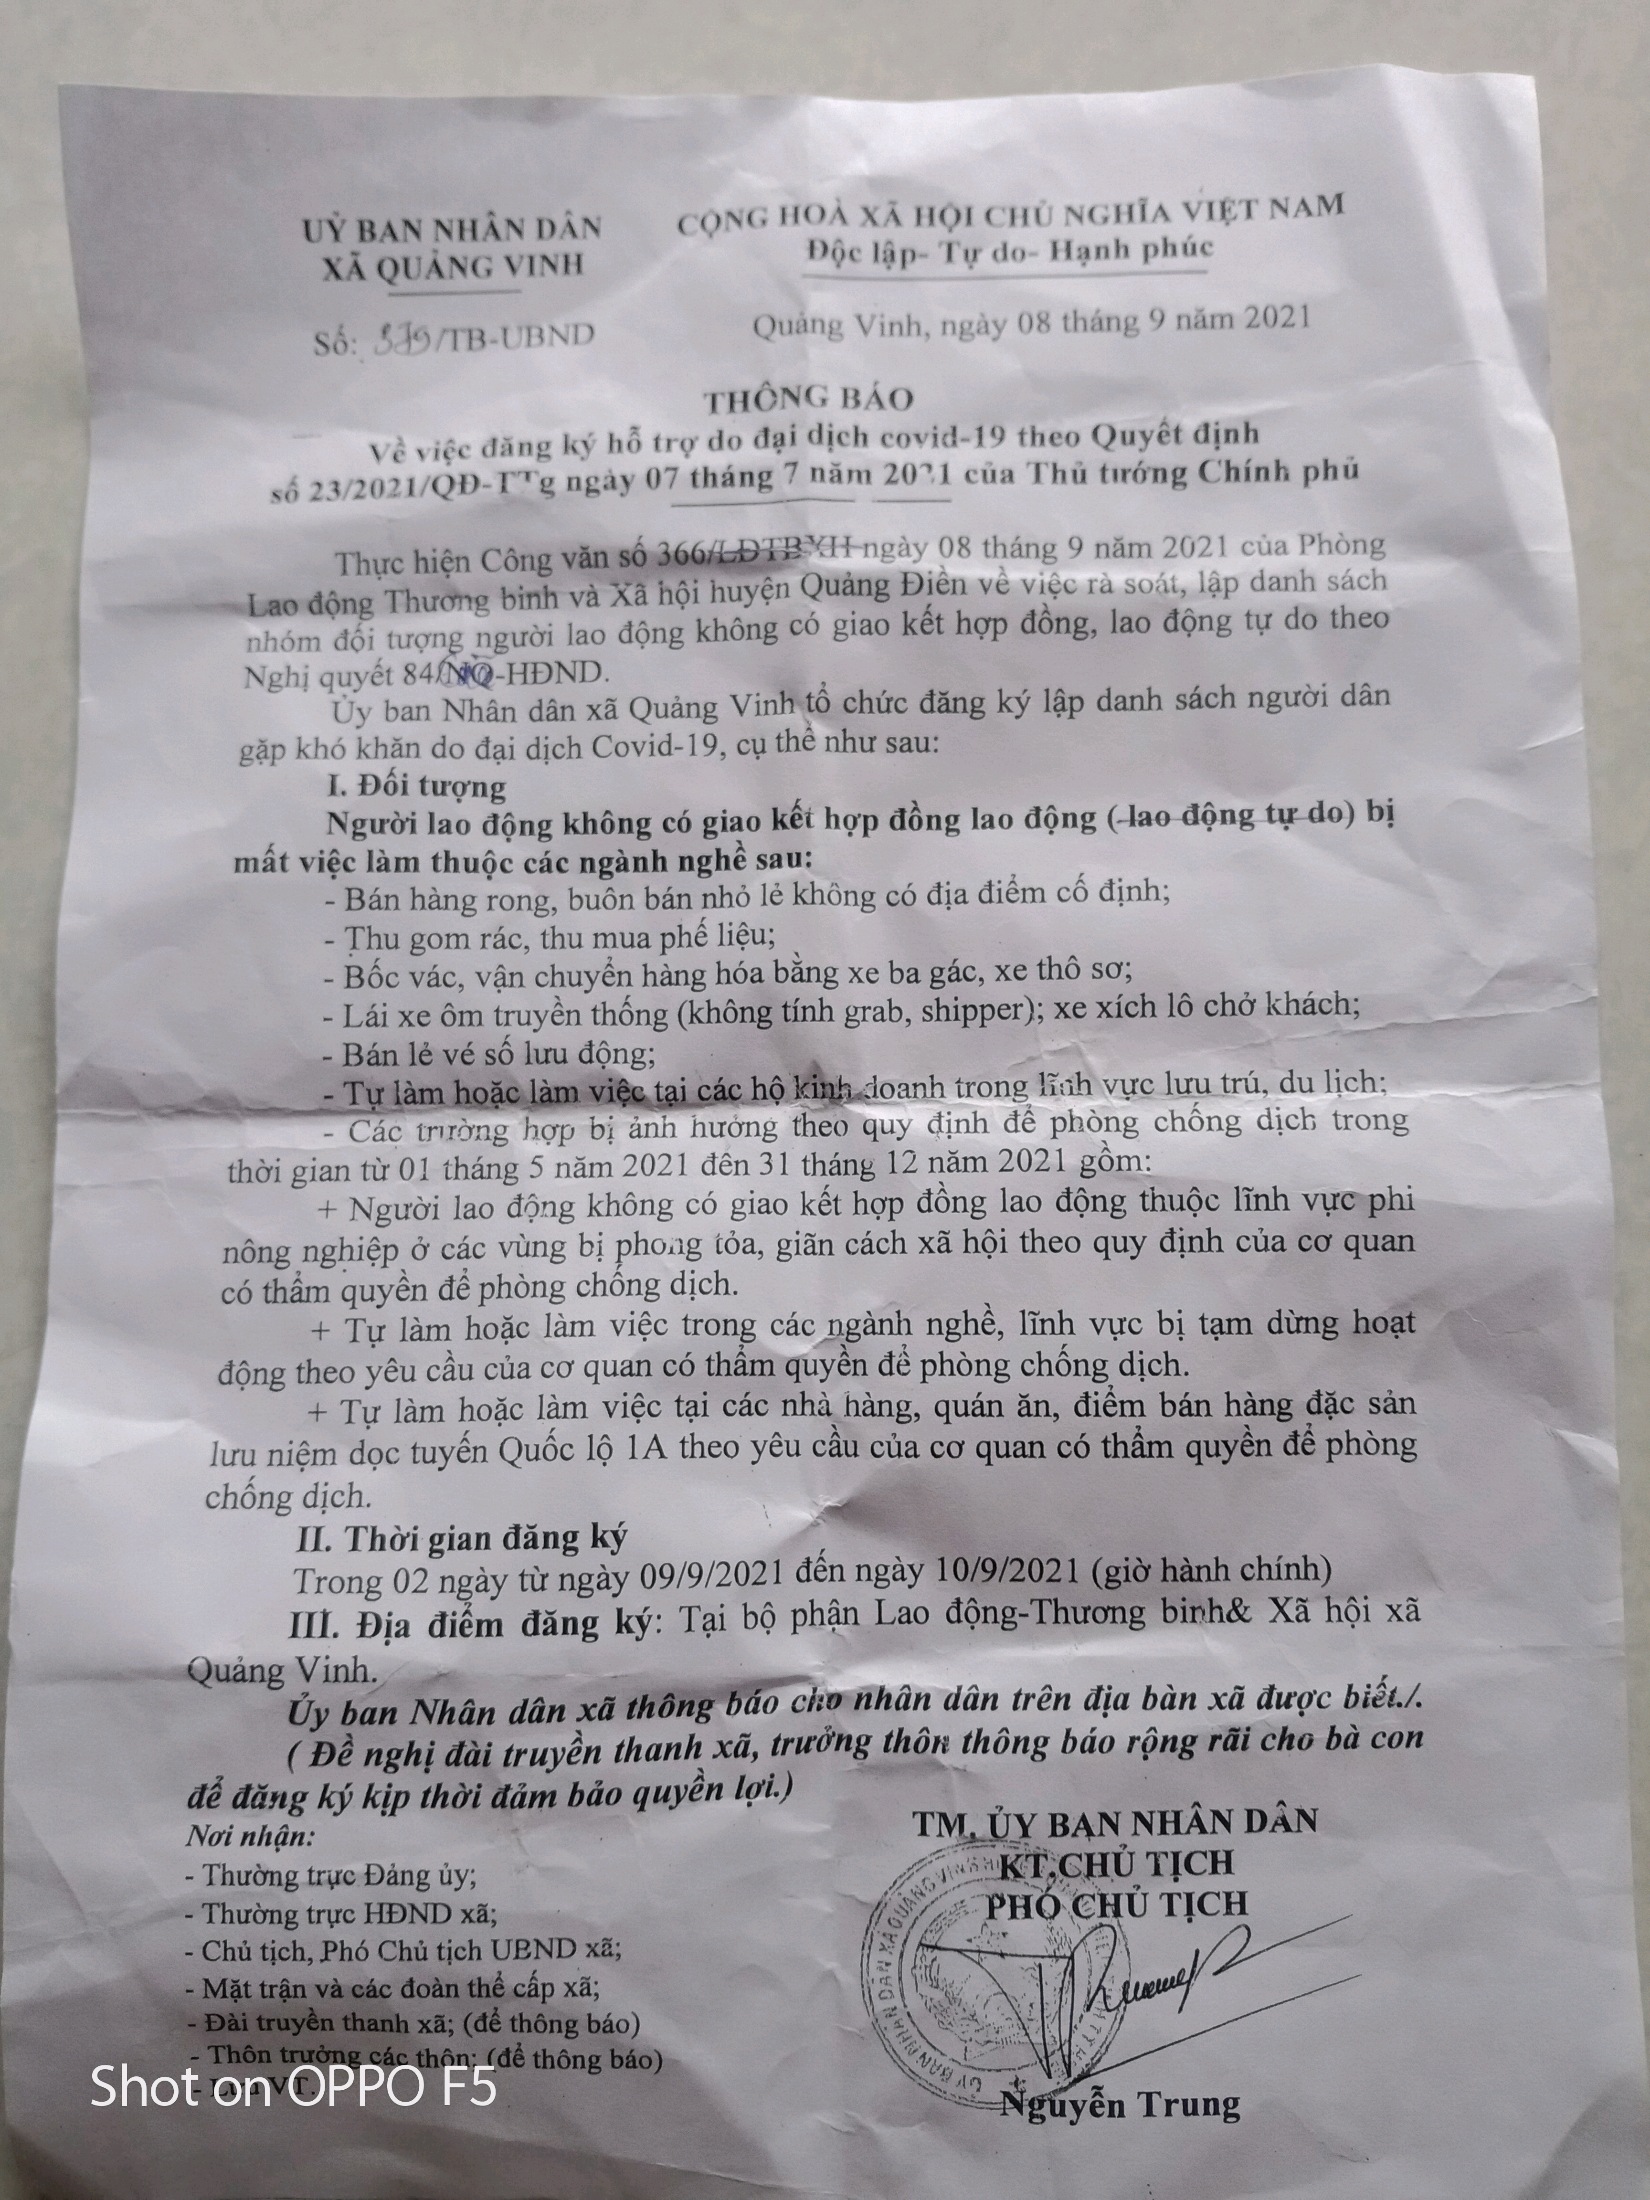 UỶ BAN NHÂN DÂN
XÃ QUẢNG VINH
Số: /TB-UBND
CỘNG HOÀ XÃ HỘI CHỦ NGHĨA VIỆT NAM
Độc lập- Tự do- Hạnh phúc
Quảng Vinh, ngày 08 tháng 9 năm 2021
THÔNG BÁO
Về việc đăng ký hỗ trợ do đại dịch covid-19 theo Quyết định
số 23/2021/QĐ-TTg ngày 07 tháng 7 năm 2021 của Thủ tướng Chính phủ
Thực hiện Công văn số 366/LĐTBXH ngày 08 tháng 9 năm 2021 của Phòng
Lao động Thương binh và Xã hội huyện Quảng Điền về việc rà soát, lập danh sách
nhóm đối tượng người lao động không có giao kết hợp đồng, lao động tự do theo
Nghị quyết 84/NQ-HĐND.
Ủy ban Nhân dân xã Quảng Vinh tổ chức đăng ký lập danh sách người dân
gặp khó khăn do đại dịch Covid-19, cụ thể như sau:
I. Đối tượng
Người lao động không có giao kết hợp đồng lao động ( lao động tự do) bị
mất việc làm thuộc các ngành nghề sau:
- Bán hàng rong, buôn bán nhỏ lẻ không có địa điểm cố định;
- Thu gom rác, thu mua phế liệu;
- Bốc vác, vận chuyển hàng hóa bằng xe ba gác, xe thô sơ;
- Lái xe ôm truyền thống (không tính grab, shipper); xe xích lô chở khách;
- Bán lẻ vé số lưu động;
- Tự làm hoặc làm việc tại các hộ kinh doanh trong lĩnh vực lưu trú, du lịch;
- Các trường hợp bị ảnh hưởng theo quy định để phòng chống dịch trong
thời gian từ 01 tháng 5 năm 2021 đến 31 tháng 12 năm 2021 gồm:
+ Người lao động không có giao kết hợp đồng lao động thuộc lĩnh vực phi
nông nghiệp ở các vùng bị phong tỏa, giãn cách xã hội theo quy định của cơ quan
có thẩm quyền để phòng chống dịch.
+ Tự làm hoặc làm việc trong các ngành nghề, lĩnh vực bị tạm dừng hoạt
động theo yêu cầu của cơ quan có thẩm quyền để phòng chống dịch.
+ Tự làm hoặc làm việc tại các nhà hàng, quán ăn, điểm bán hàng đặc sản
lưu niệm dọc tuyến Quốc lộ 1A theo yêu cầu của cơ quan có thẩm quyền để phòng
chống dịch.
II. Thời gian đăng ký
Trong 02 ngày từ ngày 09/9/2021 đến ngày 10/9/2021 (giờ hành chính)
III. Địa điểm đăng ký: Tại bộ phận Lao động-Thương binh& Xã hội xã
Quảng Vinh.
Ủy ban Nhân dân xã thông báo cho nhân dân trên địa bàn xã được biết./.
( Đề nghị đài truyền thanh xã, trưởng thôn thông báo rộng rãi cho bà con
để đăng ký kịp thời đảm bảo quyền lợi.)
Nơi nhận:
- Thường trực Đảng ủy;
- Thường trực HĐND xã;
- Chủ tịch, Phó Chủ tịch UBND xã;
- Mặt trận và các đoàn thể cấp xã;
- Đài truyền thanh xã; (để thông báo)
- Thôn trưởng các thôn; (để thông báo)
- Lưu VT.
TM. ỦY BAN NHÂN DÂN
KT.CHỦ TỊCH
PHÓ CHỦ TỊCH
Nguyễn Trung
Shot on OPPO F5